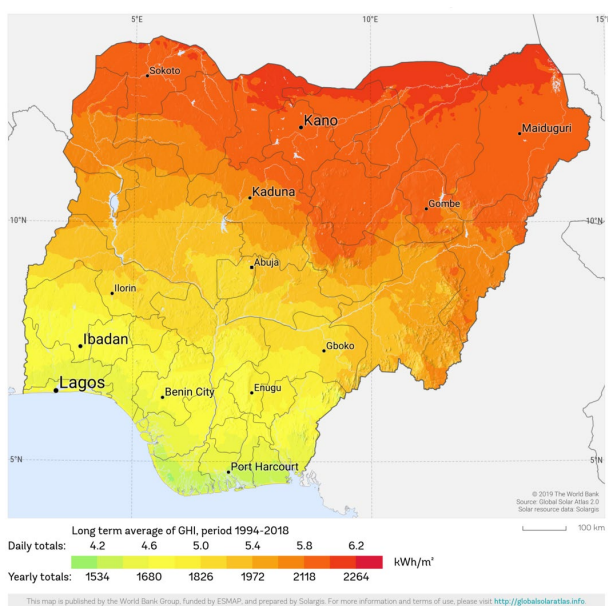 5°E 10°E 15°
Sokoto
Kano
Maiduguri
Kaduna
Gombe
10°N 10°N
Abuja
Ilorin
Ibadan
Gboko
Lagos
Benin City
Enugu
5°N 5°N
Port Harcourt
© 2019 The World Bank
Source: Global Solar Atlas 2.0
Solar resource data: Solargis
Long term average of GHI, period 1994-2018
100 km
Daily totals: 4.2 4.6 5.0 5.4 5.8 6.2
kWh/m²
Yearly totals: 1534 1680 1826 1972 2118 2264
This map is published by the World Bank Group, funded by ESMAP, and prepared by Solargis. For more information and terms of use, please visit http://globalsolaratlas.info.